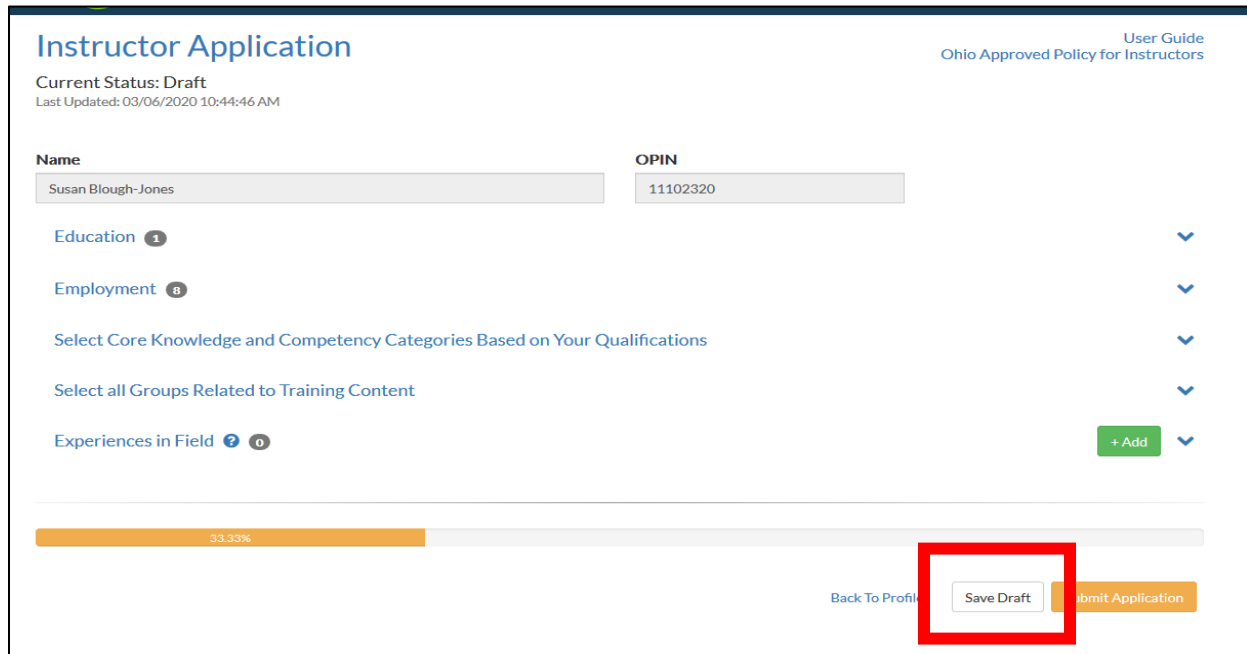 Instructor Application
User Guide
Ohio Approved Policy for Instructors
Current Status: Draft
Last Updated: 03/06/2020 10:44:46 AM
Name
OPIN
Susan Blough-Jones
11102320
Education 1
Employment 8
Select Core Knowledge and Competency Categories Based on Your Qualifications
Select all Groups Related to Training Content
Experiences in Field ? 0
+ Add
33.33%
Back To Profile
Save Draft
ubmit Application